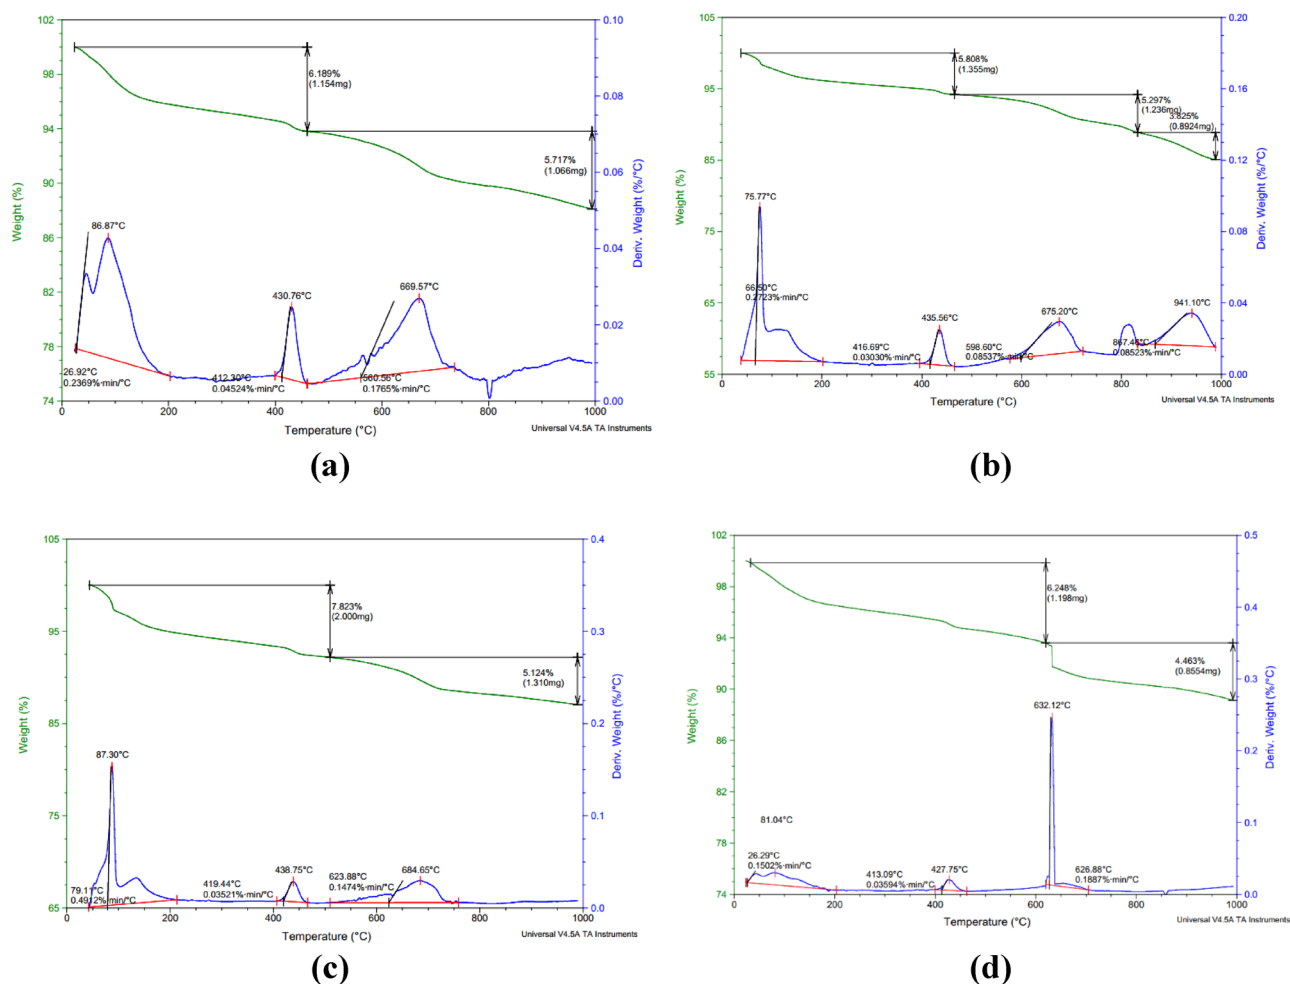 102
100
98
94
90
86
82
78
74
Weight (%)
6.189%
(1.154mg)
5.717%
(1.066mg)
86.87°C
430.76°C
669.57°C
26.92°C
0.2369%·min/°C
412.30°C
0.04524%·min/°C
560.56°C
0.1765%·min/°C
0.10
0.08
0.06
0.04
0.02
0.00
Deriv. Weight (%/°C)
0
200
400
600
800
1000
Temperature (°C)
Universal V4.5A TA Instruments
(a)
105
95
85
75
65
55
Weight (%)
5.808%
(1.355mg)
5.297%
(1.236mg)
3.825%
(0.8924mg)
75.77°C
66.50°C
0.2723%·min/°C
435.56°C
416.69°C
0.03030%·min/°C
675.20°C
598.60°C
0.08537%·min/°C
941.10°C
867.46°C
0.08523%·min/°C
0.20
0.16
0.12
0.08
0.04
0.00
Deriv. Weight (%/°C)
0
200
400
600
800
1000
Temperature (°C)
Universal V4.5A TA Instruments
(b)
105
95
85
75
65
Weight (%)
7.823%
(2.000mg)
5.124%
(1.310mg)
87.30°C
79.11°C
0.4912%·min/°C
438.75°C
419.44°C
0.03521%·min/°C
684.65°C
623.88°C
0.1474%·min/°C
0.4
0.3
0.2
0.1
0.0
Deriv. Weight (%/°C)
0
200
400
600
800
1000
Temperature (°C)
Universal V4.5A TA Instruments
(c)
102
100
98
94
90
86
82
78
74
Weight (%)
6.248%
(1.198mg)
4.463%
(0.8554mg)
632.12°C
81.04°C
26.29°C
0.1502%·min/°C
427.75°C
413.09°C
0.03594%·min/°C
626.88°C
0.1887%·min/°C
0.5
0.4
0.3
0.2
0.1
0.0
Deriv. Weight (%/°C)
0
200
400
600
800
1000
Temperature (°C)
Universal V4.5A TA Instruments
(d)